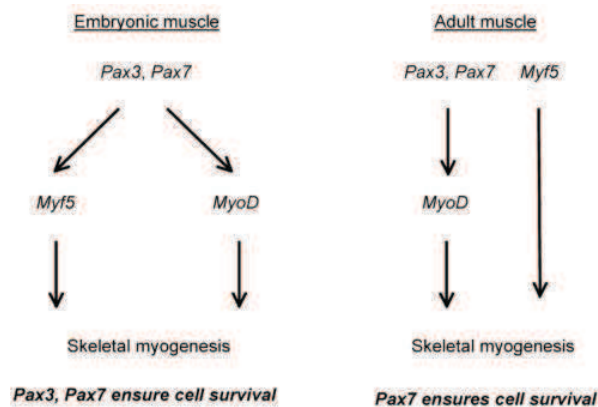 Embryonic muscle
Pax3, Pax7
Myf5 MyoD
Skeletal myogenesis
Pax3, Pax7 ensure cell survival
Adult muscle
Pax3, Pax7 Myf5
MyoD
Skeletal myogenesis
Pax7 ensures cell survival